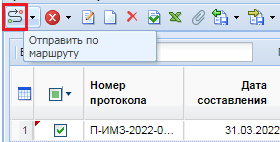 Отправить по
маршруту
Номер
протокола
Дата
составления
1
П-ИМЗ-2022-0...
31.03.2022